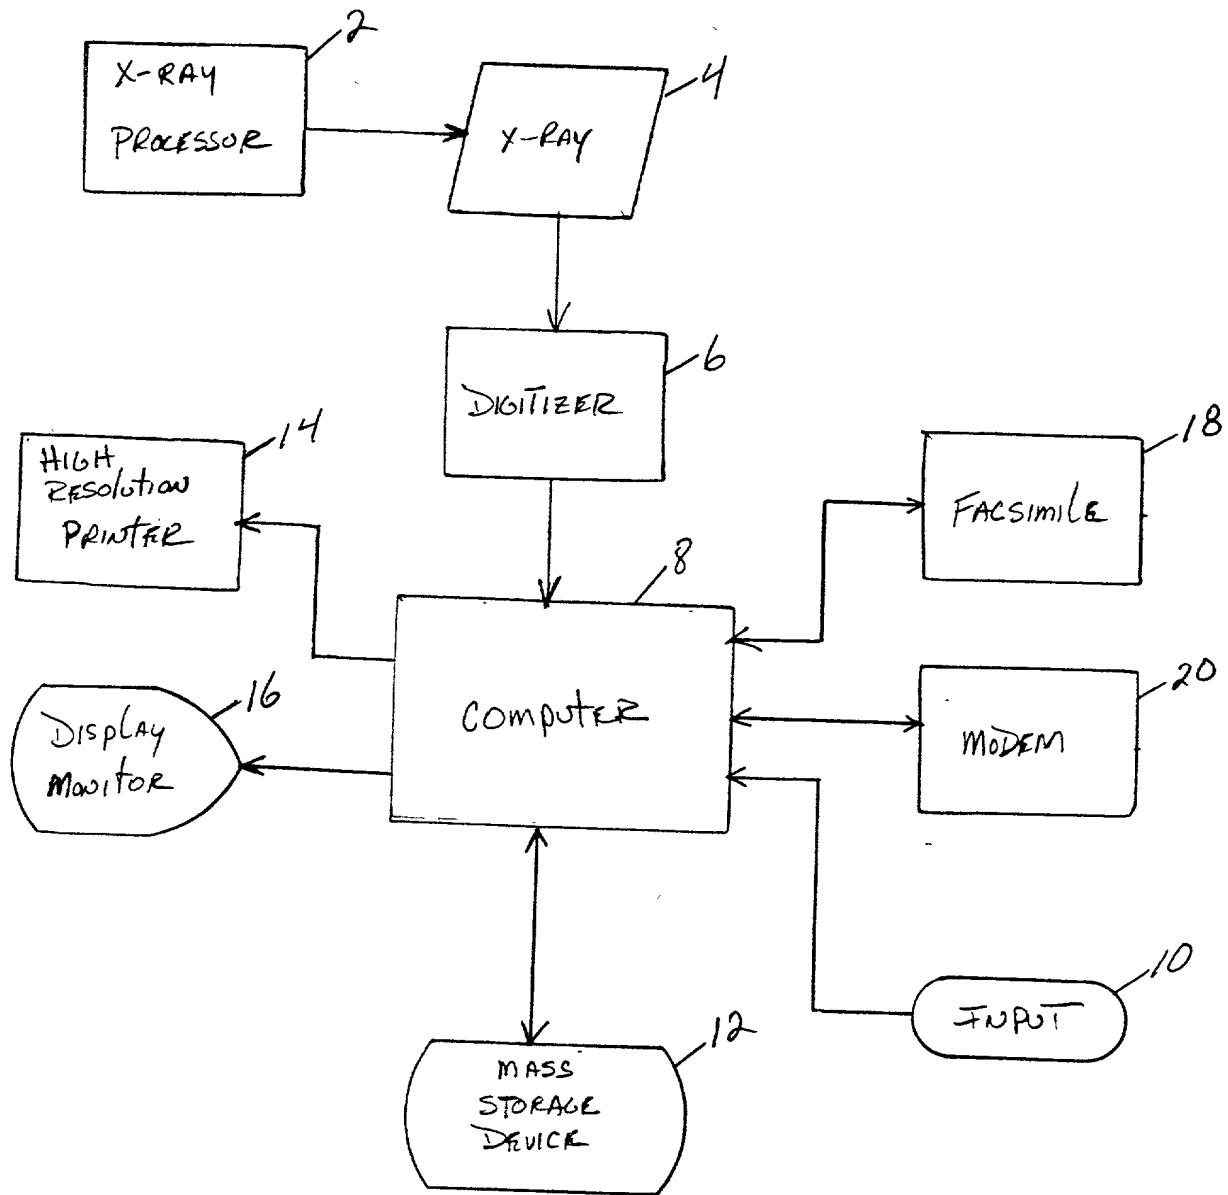 2
X-RAY
PROCESSOR
4
X-RAY
6
DIGITIZER
14
HIGH
RESOLUTION
PRINTER
18
FACSIMILE
8
COMPUTER
16
DISPLAY
MONITOR
20
MODEM
10
INPUT
12
MASS
STORAGE
DEVICE